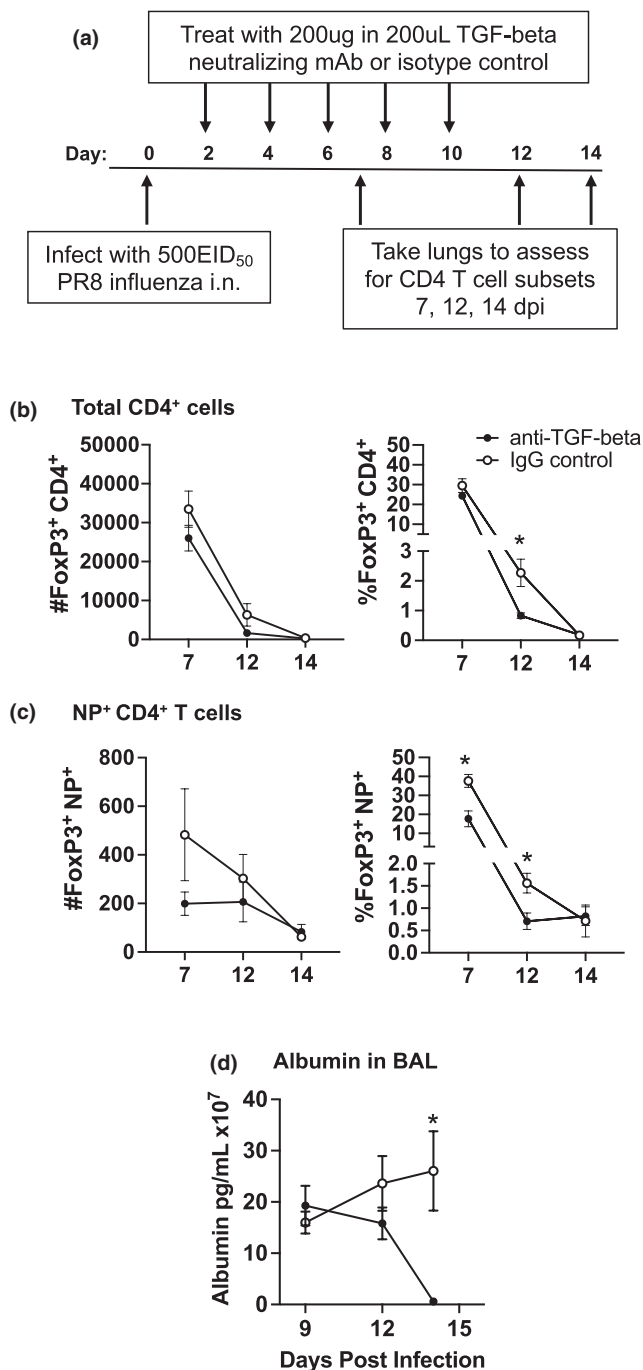 (a)
Treat with 200ug in 200uL TGF-beta
neutralizing mAb or isotype control
Day: 0 2 4 6 8 10 12 14
Infect with 500EID50
PR8 influenza i.n.
Take lungs to assess
for CD4 T cell subsets
7, 12, 14 dpi
(b) Total CD4+ cells
#FoxP3+ CD4+
50000
40000
30000
20000
10000
0
7 12 14
%FoxP3+ CD4+
50
40
30
20
10
3
2
1
0
7 12 14
anti-TGF-beta
IgG control
*
(c) NP+ CD4+ T cells
#FoxP3+ NP+
800
600
400
200
0
7 12 14
%FoxP3+ NP+
50
40
30
20
10
2.0
1.5
1.0
0.5
0.0
7 12 14
*
*
(d) Albumin in BAL
Albumin pg/mL x10^7
40
30
20
10
0
*
9 12 15
Days Post Infection